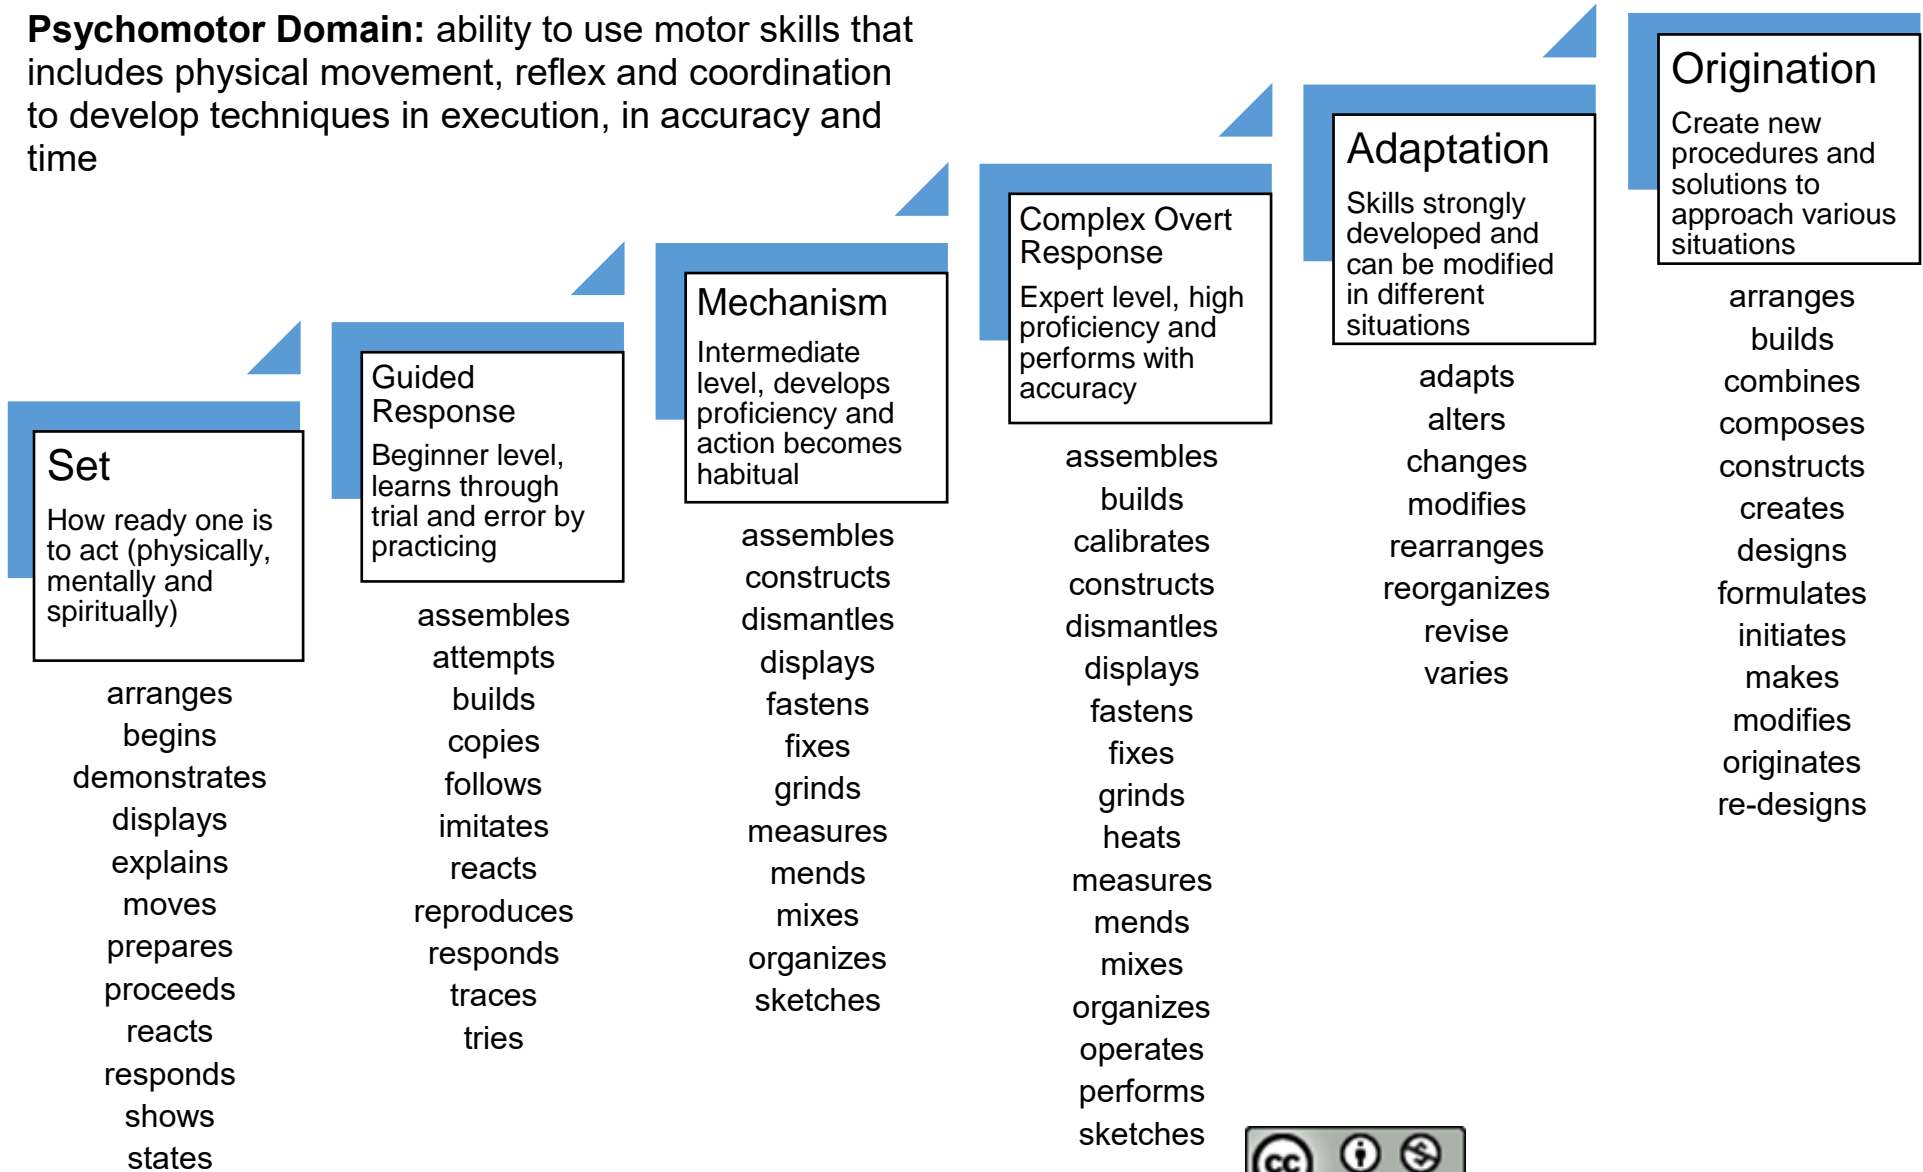 Psychomotor Domain: ability to use motor skills that
includes physical movement, reflex and coordination
to develop techniques in execution, in accuracy and
time
Set
How ready one is
to act (physically,
mentally and
spiritually)
arranges
begins
demonstrates
displays
explains
moves
prepares
proceeds
reacts
responds
shows
states
Guided
Response
Beginner level,
learns through
trial and error by
practicing
assembles
attempts
builds
copies
follows
imitates
reacts
reproduces
responds
traces
tries
Mechanism
Intermediate
level, develops
proficiency and
action becomes
habitual
assembles
constructs
dismantles
displays
fastens
fixes
grinds
measures
mends
mixes
organizes
sketches
Complex Overt
Response
Expert level, high
proficiency and
performs with
accuracy
assembles
builds
calibrates
constructs
dismantles
displays
fastens
fixes
grinds
heats
measures
mends
mixes
organizes
operates
performs
sketches
Adaptation
Skills strongly
developed and
can be modified
in different
situations
adapts
alters
changes
modifies
rearranges
reorganizes
revise
varies
Origination
Create new
procedures and
solutions to
approach various
situations
arranges
builds
combines
composes
constructs
creates
designs
formulates
initiates
makes
modifies
originates
re-designs
cc